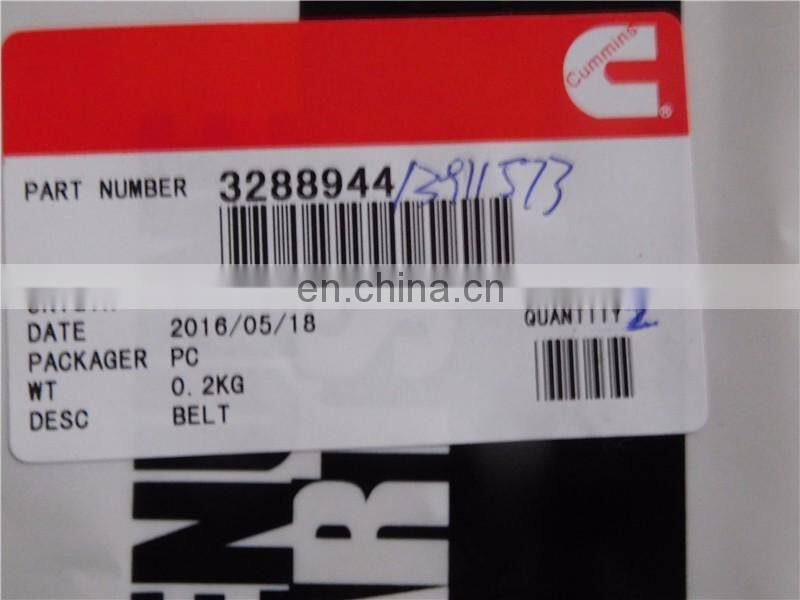 Cummins
®
PART NUMBER 3288944 / 3911573
en.china.cn
QUANTITY 2
DATE 2016/05/18
PACKAGER PC
WT 0.2KG
DESC BELT